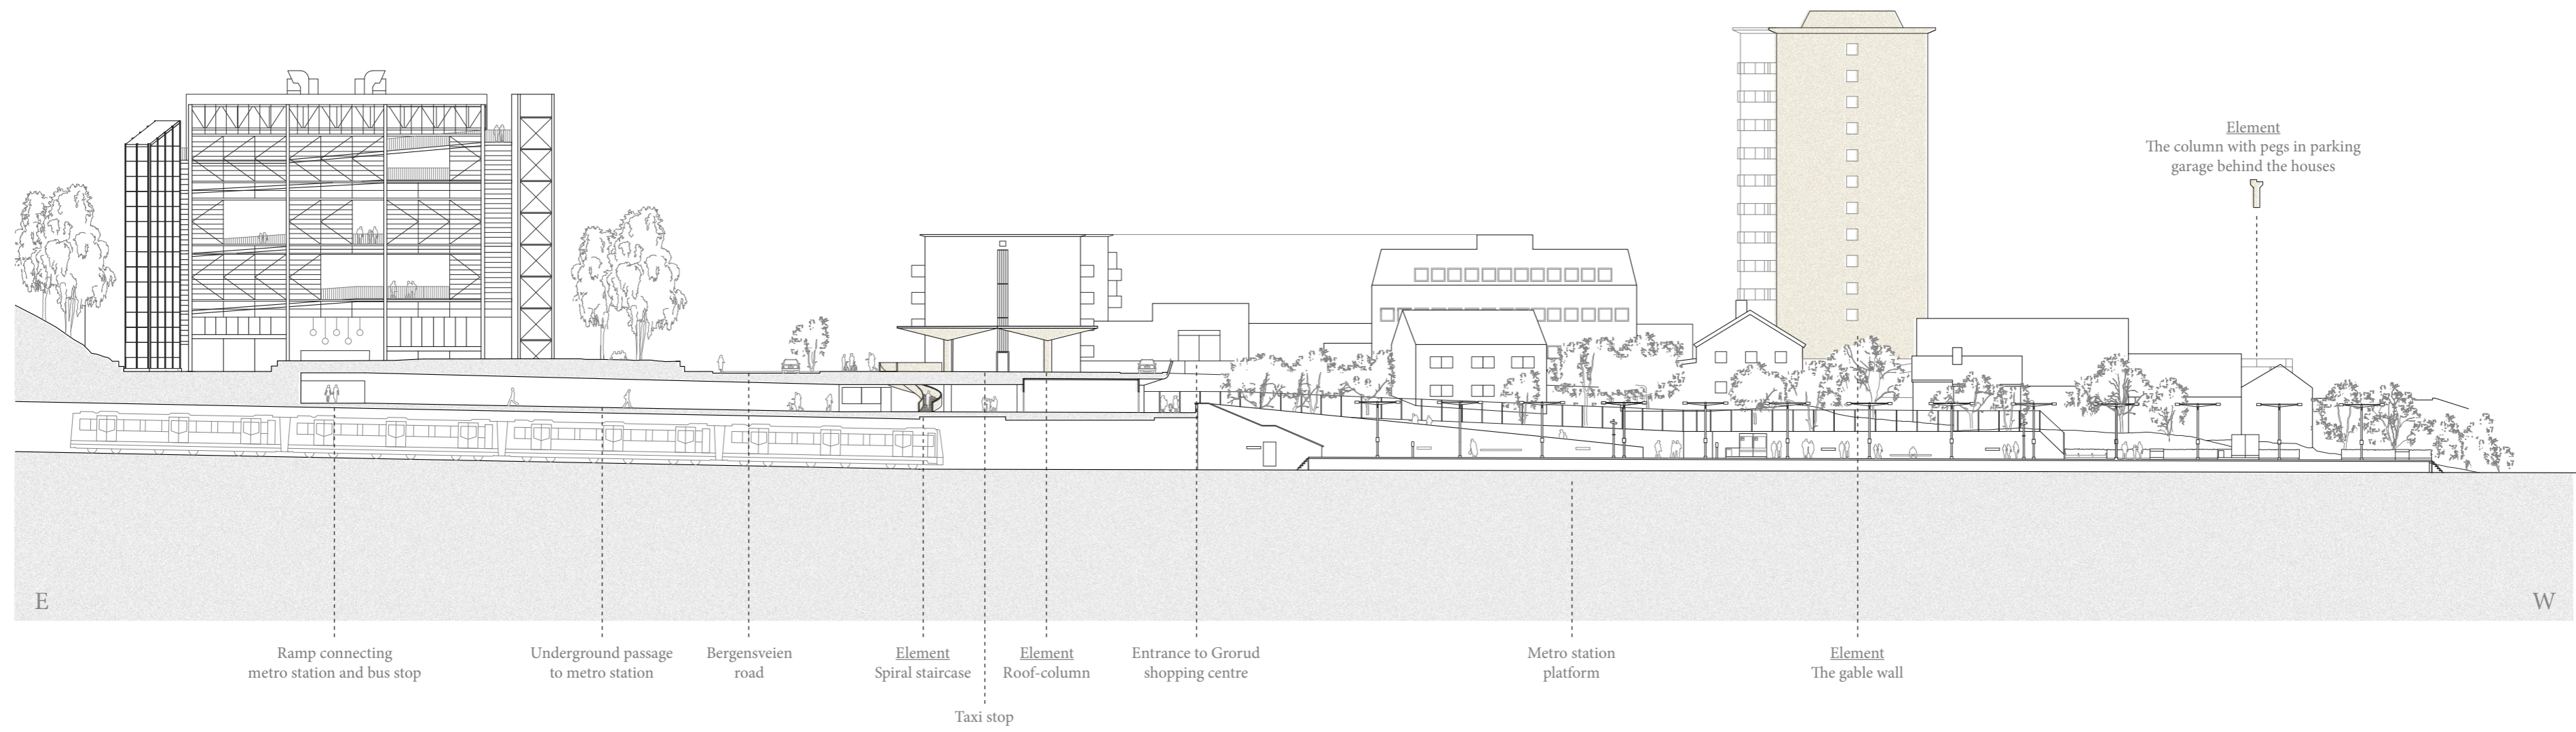 Element
The column with pegs in parking
garage behind the houses
E
W
Ramp connecting
metro station and bus stop
Underground passage
to metro station
Bergensveien
road
Element
Spiral staircase
Element
Roof-column
Entrance to Grorud
shopping centre
Metro station
platform
Element
The gable wall
Taxi stop